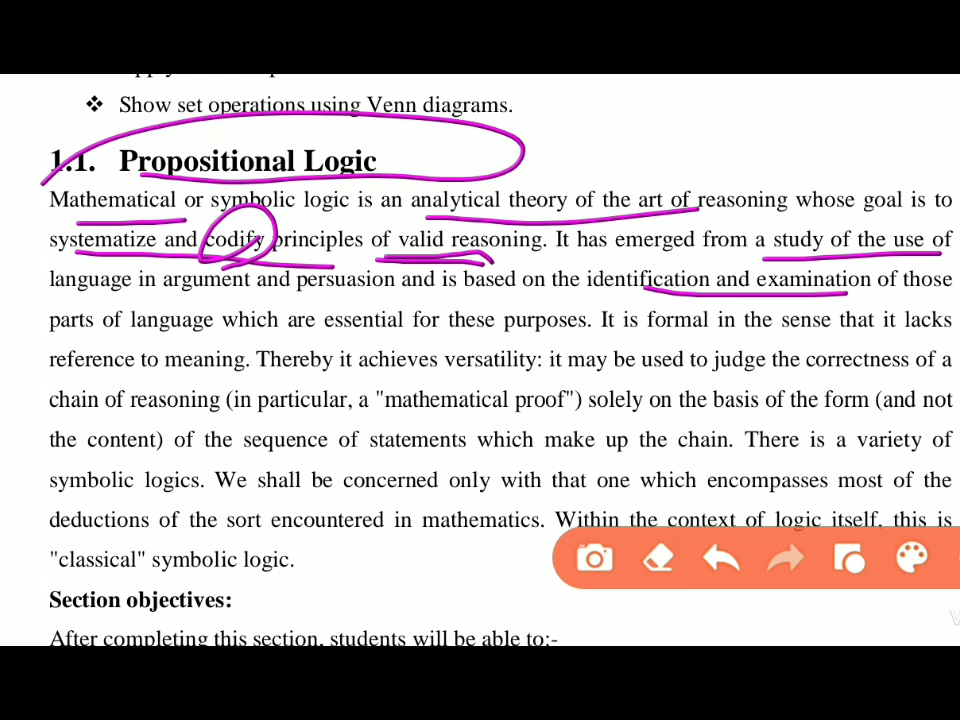 ❖ Show set operations using Venn diagrams.
1.1. Propositional Logic
Mathematical or symbolic logic is an analytical theory of the art of reasoning whose goal is to
systematize and codify principles of valid reasoning. It has emerged from a study of the use of
language in argument and persuasion and is based on the identification and examination of those
parts of language which are essential for these purposes. It is formal in the sense that it lacks
reference to meaning. Thereby it achieves versatility: it may be used to judge the correctness of a
chain of reasoning (in particular, a "mathematical proof") solely on the basis of the form (and not
the content) of the sequence of statements which make up the chain. There is a variety of
symbolic logics. We shall be concerned only with that one which encompasses most of the
deductions of the sort encountered in mathematics. Within the context of logic itself, this is
"classical" symbolic logic.
Section objectives:
After completing this section, students will be able to:-